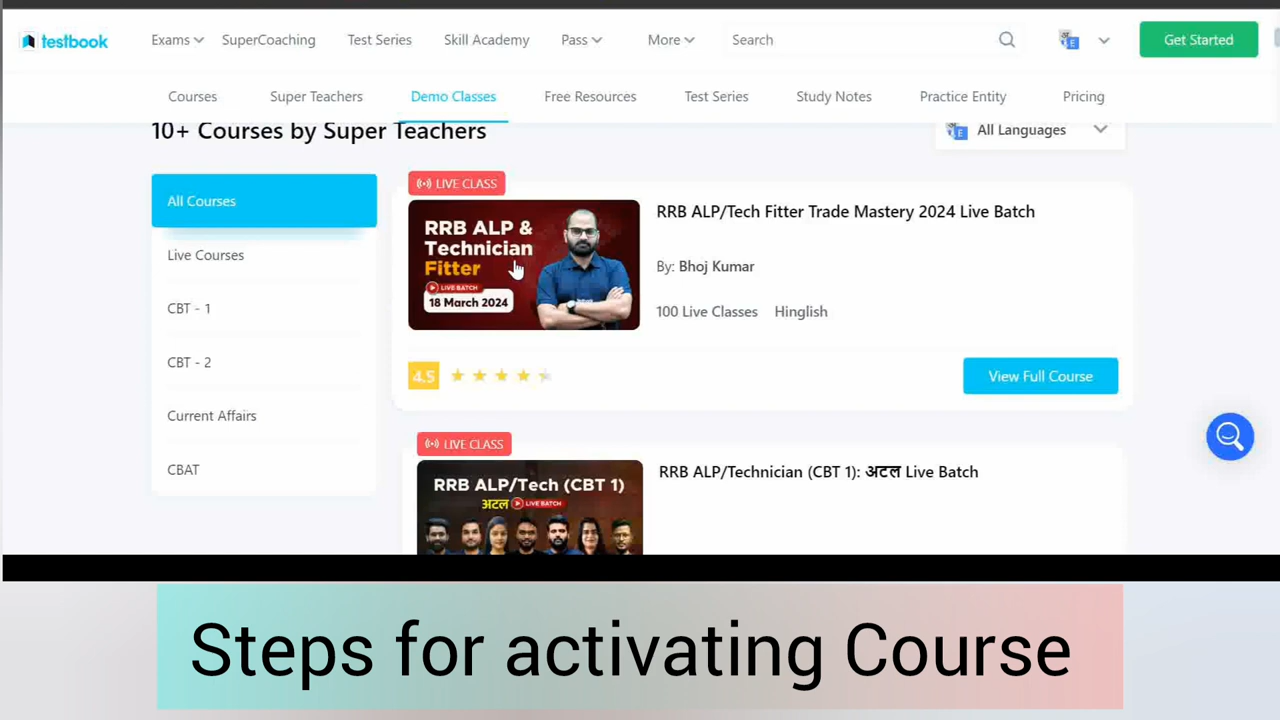 testbook
Exams
SuperCoaching
Test Series
Skill Academy
Pass
More
Search
Get Started
Courses
Super Teachers
Demo Classes
Free Resources
Test Series
Study Notes
Practice Entity
Pricing
10+ Courses by Super Teachers
All Languages
All Courses
Live Courses
CBT - 1
CBT - 2
Current Affairs
CBAT
LIVE CLASS
RRB ALP &
Technician
Fitter
LIVE BATCH
18 March 2024
RRB ALP/Tech Fitter Trade Mastery 2024 Live Batch
By: Bhoj Kumar
100 Live Classes Hinglish
4.5
View Full Course
LIVE CLASS
RRB ALP/Tech (CBT 1)
अटल LIVE BATCH
RRB ALP/Technician (CBT 1): अटल Live Batch
Steps for activating Course